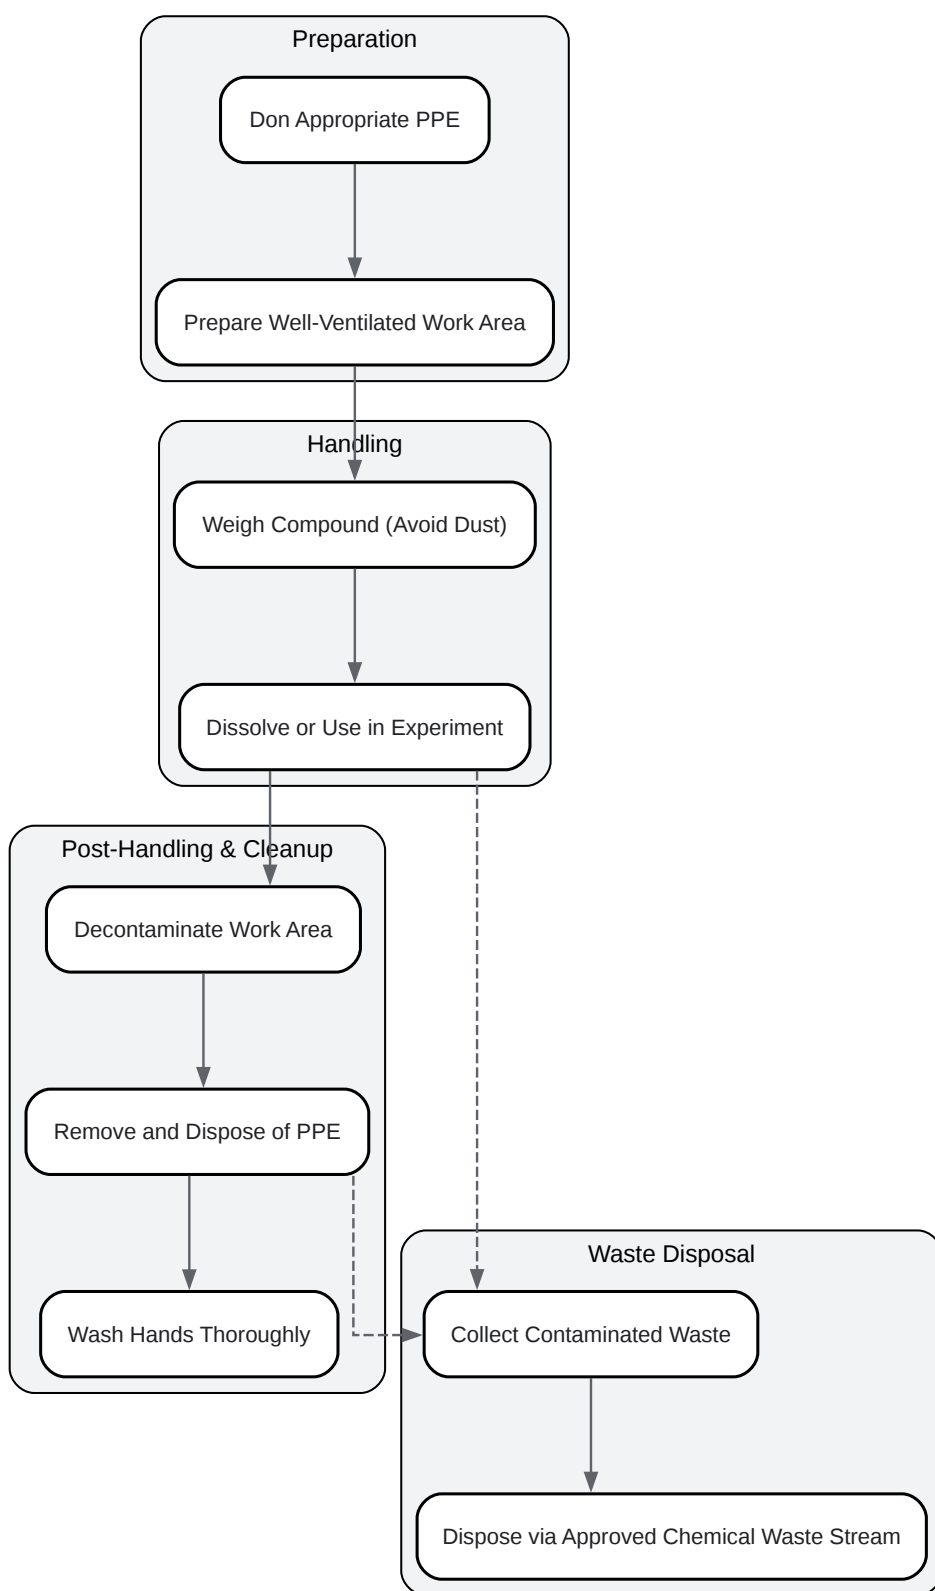 Preparation
Don Appropriate PPE
Prepare Well-Ventilated Work Area
Handling
Weigh Compound (Avoid Dust)
Dissolve or Use in Experiment
Post-Handling & Cleanup
Decontaminate Work Area
Remove and Dispose of PPE
Wash Hands Thoroughly
Waste Disposal
Collect Contaminated Waste
Dispose via Approved Chemical Waste Stream